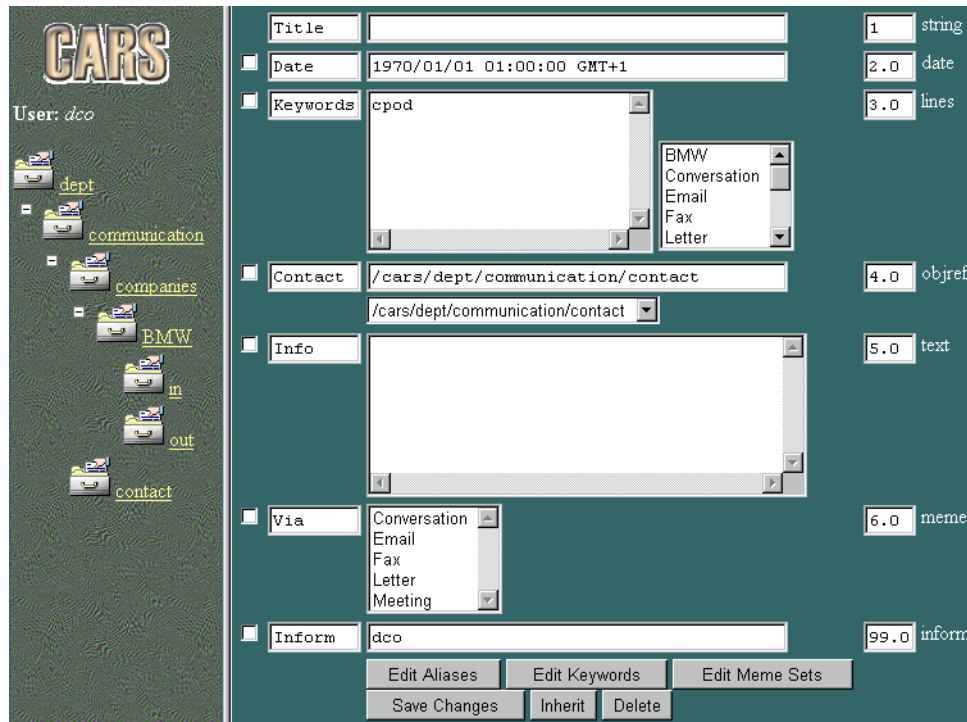 CARS
User: dco
dept
communication
companies
BMW
in
out
contact
Title 1 string
Date 1970/01/01 01:00:00 GMT+1 2.0 date
Keywords cpod 3.0 lines
BMW
Conversation
Email
Fax
Letter
Contact /cars/dept/communication/contact 4.0 objref
/cars/dept/communication/contact
Info 5.0 text
Via Conversation 6.0 meme
Email
Fax
Letter
Meeting
Inform dco 99.0 inform
Edit Aliases Edit Keywords Edit Meme Sets
Save Changes Inherit Delete